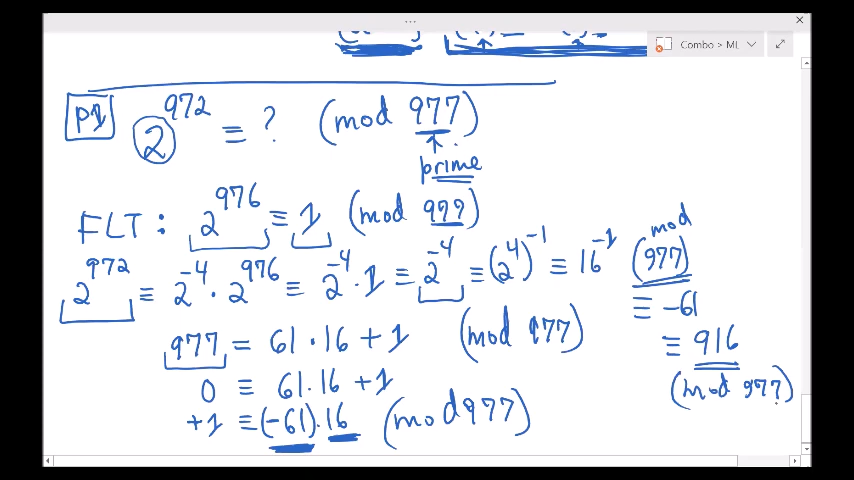 Combo > ML
P1 2^972 ≡ ? (mod 977)
prime
FLT: 2^976 ≡ 1 (mod 977)
2^972 ≡ 2^-4 · 2^976 ≡ 2^-4 · 1 ≡ 2^-4 ≡ (2^4)^-1 ≡ 16^-1 (mod 977)
≡ -61
≡ 916
(mod 977)
977 = 61 · 16 + 1 (mod 977)
0 ≡ 61 · 16 + 1
+1 ≡ (-61) · 16 (mod 977)